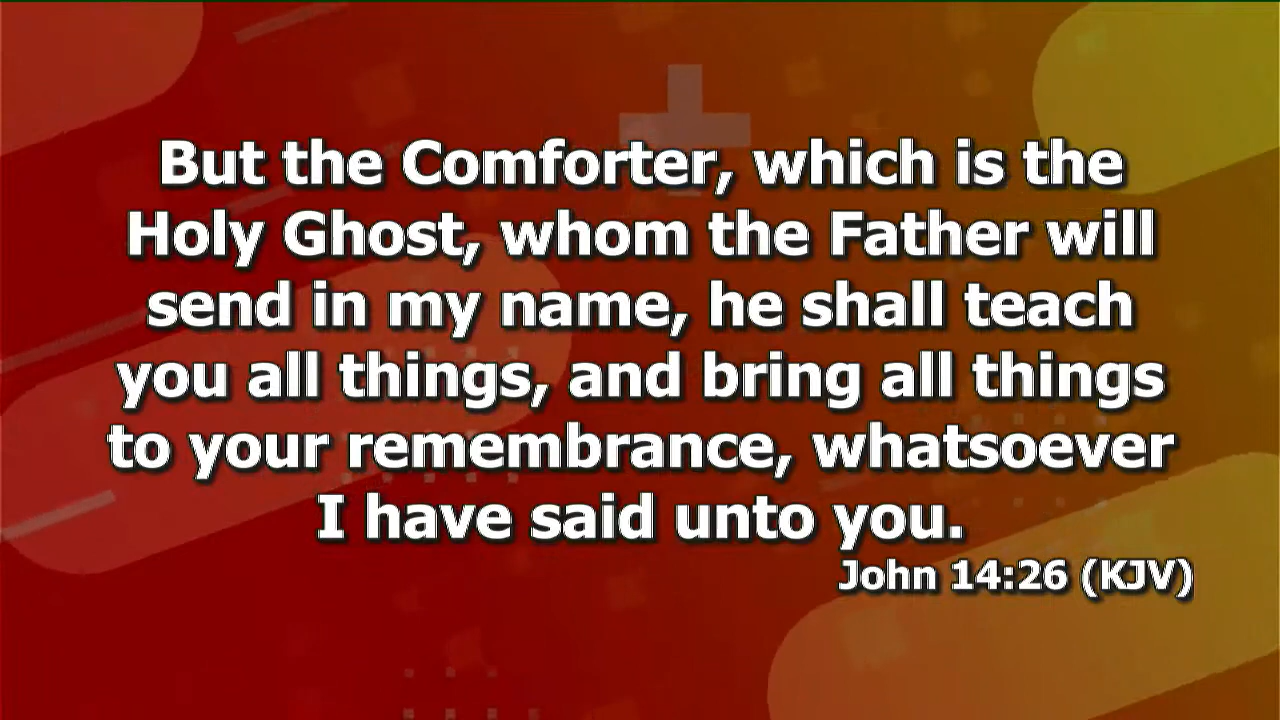 But the Comforter, which is the
Holy Ghost, whom the Father will
send in my name, he shall teach
you all things, and bring all things
to your remembrance, whatsoever
I have said unto you.
John 14:26 (KJV)